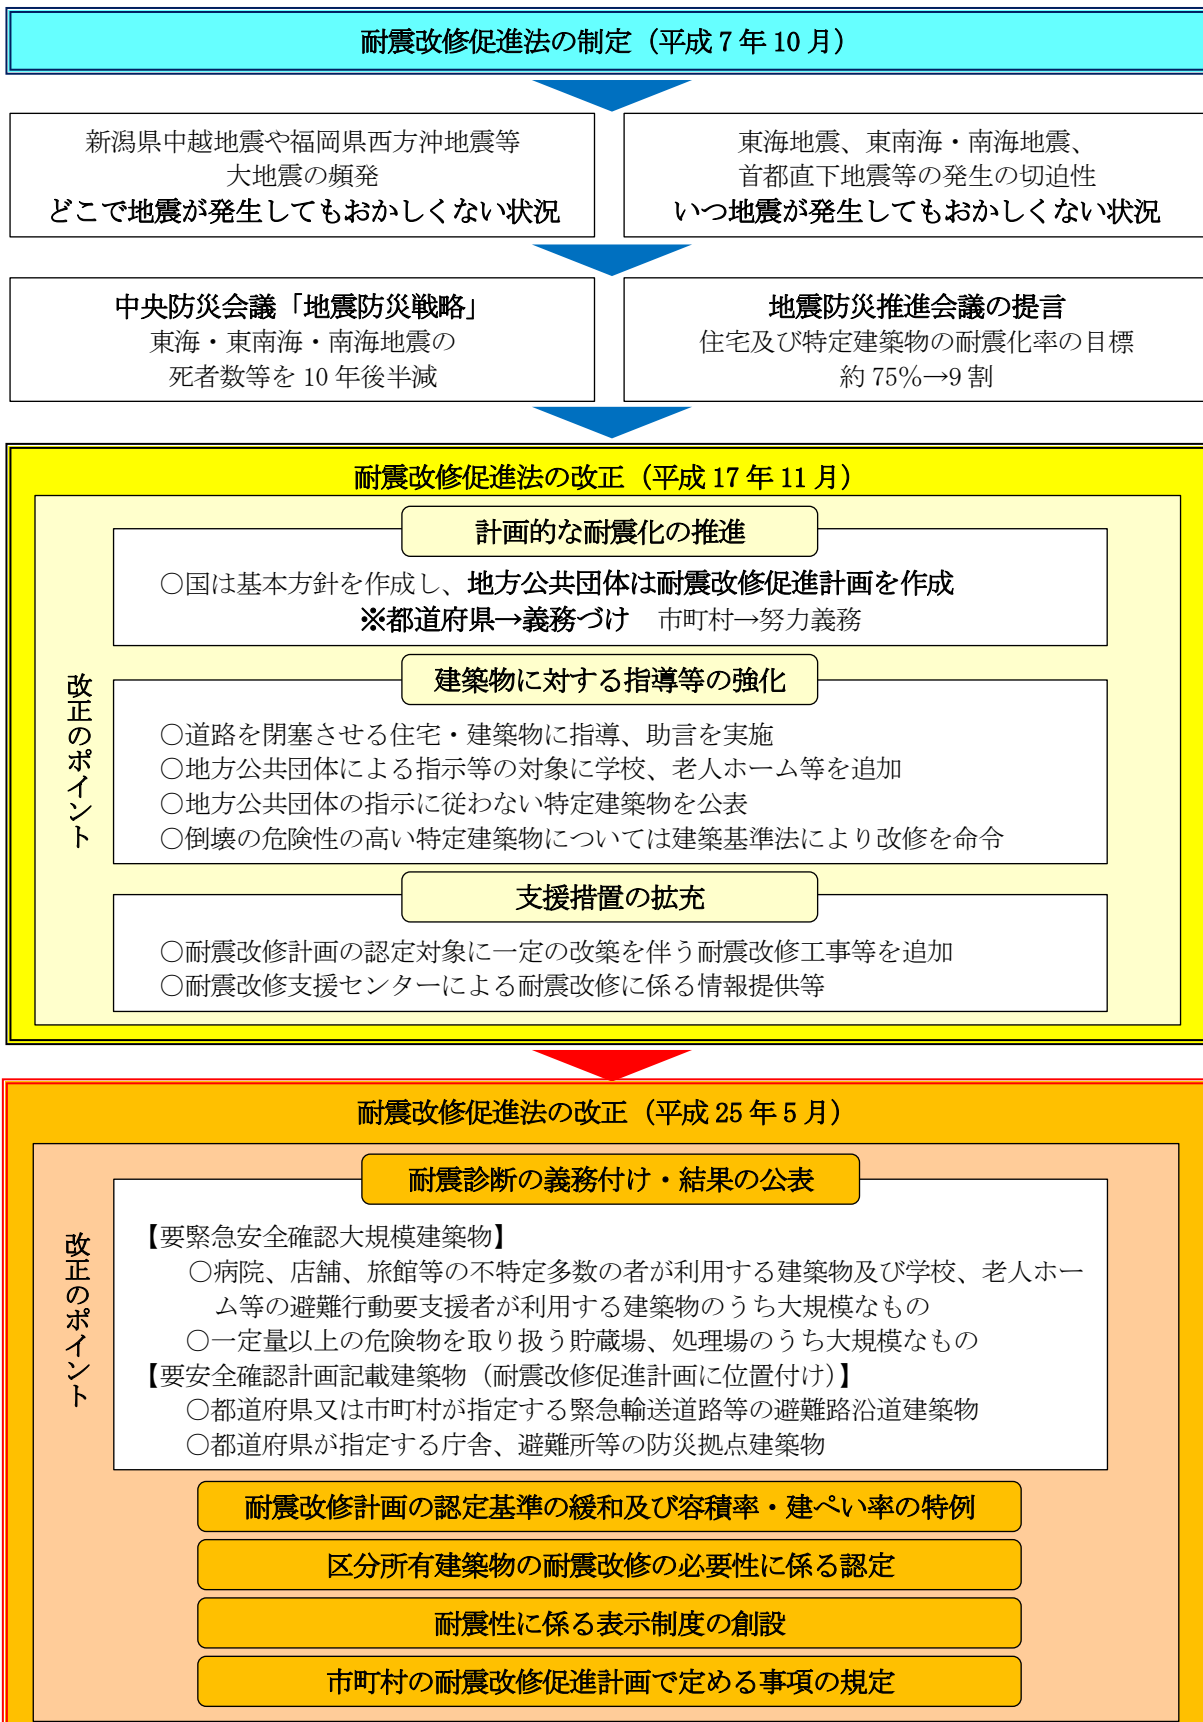 耐震改修促進法の制定（平成7年10月）
新潟県中越地震や福岡県西方沖地震等
大地震の頻発
どこで地震が発生してもおかしくない状況
東海地震、東南海・南海地震、
首都直下地震等の発生の切迫性
いつ地震が発生してもおかしくない状況
中央防災会議「地震防災戦略」
東海・東南海・南海地震の
死者数等を10年後半減
地震防災推進会議の提言
住宅及び特定建築物の耐震化率の目標
約75％→9割
耐震改修促進法の改正（平成17年11月）
改正のポイント
計画的な耐震化の推進
○国は基本方針を作成し、地方公共団体は耐震改修促進計画を作成
※都道府県→義務づけ　市町村→努力義務
建築物に対する指導等の強化
○道路を閉塞させる住宅・建築物に指導、助言を実施
○地方公共団体による指示等の対象に学校、老人ホーム等を追加
○地方公共団体の指示に従わない特定建築物を公表
○倒壊の危険性の高い特定建築物については建築基準法により改修を命令
支援措置の拡充
○耐震改修計画の認定対象に一定の改築を伴う耐震改修工事等を追加
○耐震改修支援センターによる耐震改修に係る情報提供等
耐震改修促進法の改正（平成25年5月）
改正のポイント
耐震診断の義務付け・結果の公表
【要緊急安全確認大規模建築物】
○病院、店舗、旅館等の不特定多数の者が利用する建築物及び学校、老人ホー
ム等の避難行動要支援者が利用する建築物のうち大規模なもの
○一定量以上の危険物を取り扱う貯蔵場、処理場のうち大規模なもの
【要安全確認計画記載建築物（耐震改修促進計画に位置付け）】
○都道府県又は市町村が指定する緊急輸送道路等の避難路沿道建築物
○都道府県が指定する庁舎、避難所等の防災拠点建築物
耐震改修計画の認定基準の緩和及び容積率・建ぺい率の特例
区分所有建築物の耐震改修の必要性に係る認定
耐震性に係る表示制度の創設
市町村の耐震改修促進計画で定める事項の規定